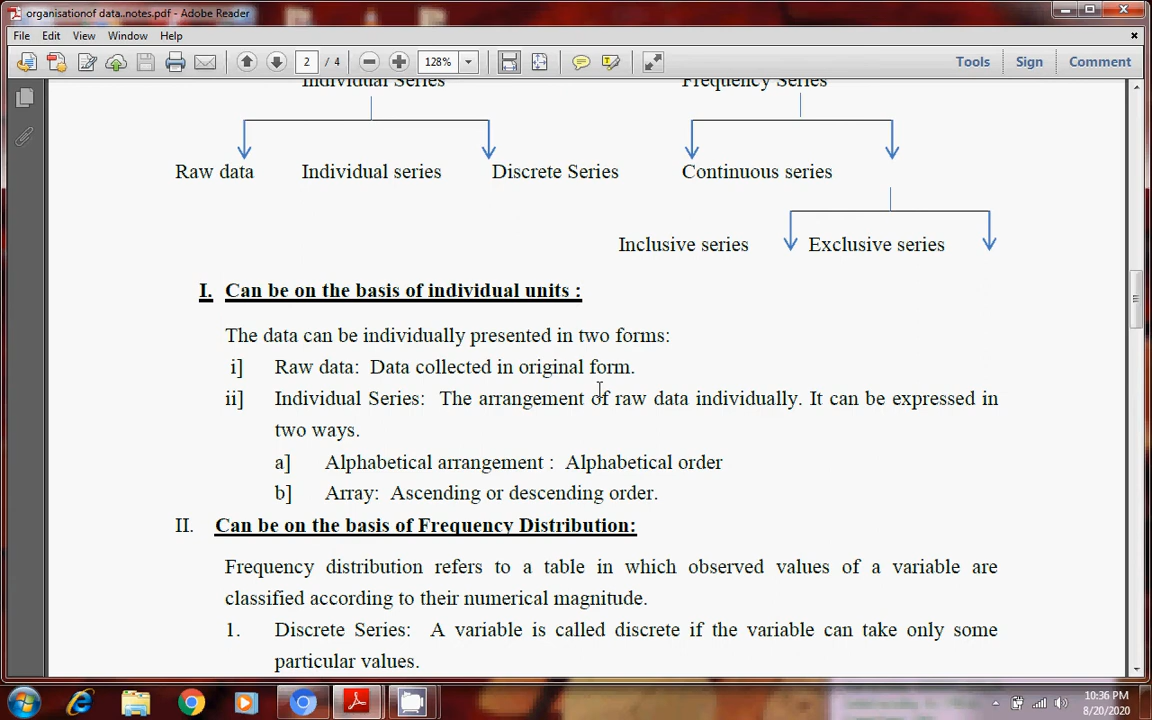 organisationof data..notes.pdf - Adobe Reader
File Edit View Window Help
2 / 4 128% Tools Sign Comment
Individual Series Frequency Series
Raw data Individual series Discrete Series Continuous series
Inclusive series Exclusive series
I. Can be on the basis of individual units :
The data can be individually presented in two forms:
i] Raw data: Data collected in original form.
ii] Individual Series: The arrangement of raw data individually. It can be expressed in
two ways.
a] Alphabetical arrangement : Alphabetical order
b] Array: Ascending or descending order.
II. Can be on the basis of Frequency Distribution:
Frequency distribution refers to a table in which observed values of a variable are
classified according to their numerical magnitude.
1. Discrete Series: A variable is called discrete if the variable can take only some
particular values.
10:36 PM
8/20/2020